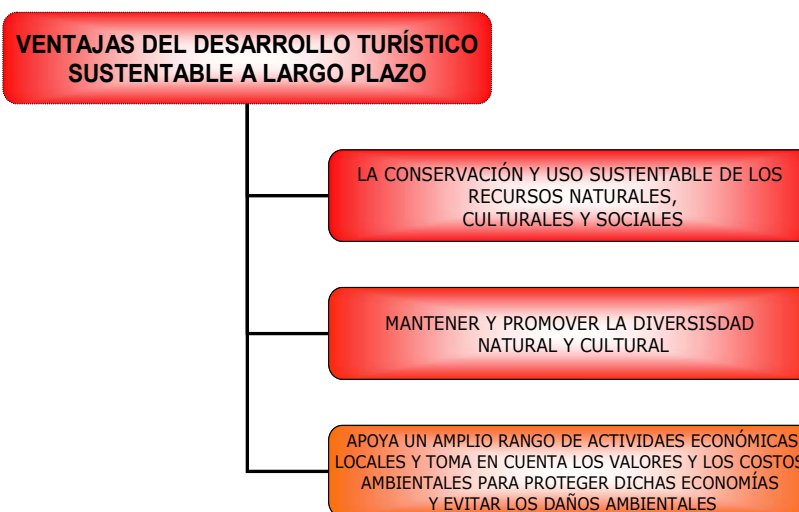 VENTAJAS DEL DESARROLLO TURÍSTICO
SUSTENTABLE A LARGO PLAZO
LA CONSERVACIÓN Y USO SUSTENTABLE DE LOS
RECURSOS NATURALES,
CULTURALES Y SOCIALES
MANTENER Y PROMOVER LA DIVERSISDAD
NATURAL Y CULTURAL
APOYA UN AMPLIO RANGO DE ACTIVIDAES ECONÓMICAS
LOCALES Y TOMA EN CUENTA LOS VALORES Y LOS COSTOS
AMBIENTALES PARA PROTEGER DICHAS ECONOMÍAS
Y EVITAR LOS DAÑOS AMBIENTALES